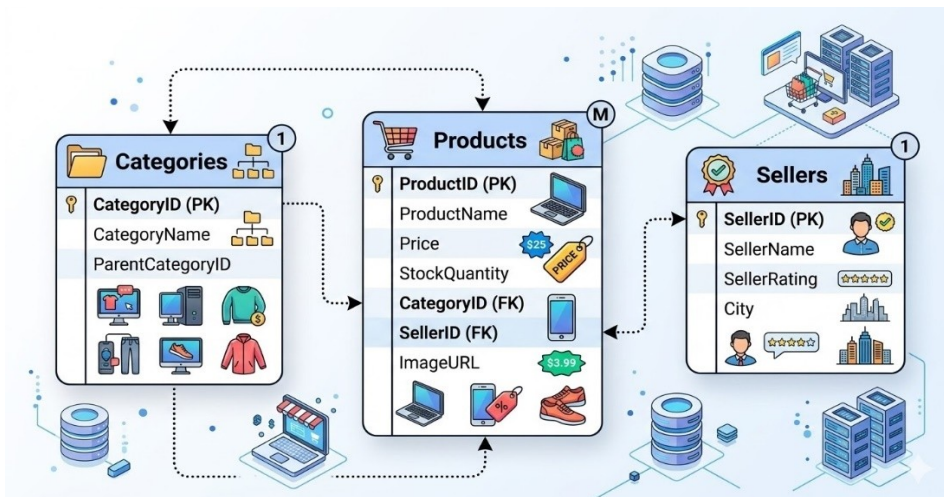 Categories
1
CategoryID (PK)
CategoryName
ParentCategoryID
$
Products
M
ProductID (PK)
ProductName
Price
$25
PRICE
StockQuantity
CategoryID (FK)
SellerID (FK)
ImageURL
$3.99
%
Sellers
1
SellerID (PK)
SellerName
SellerRating
City